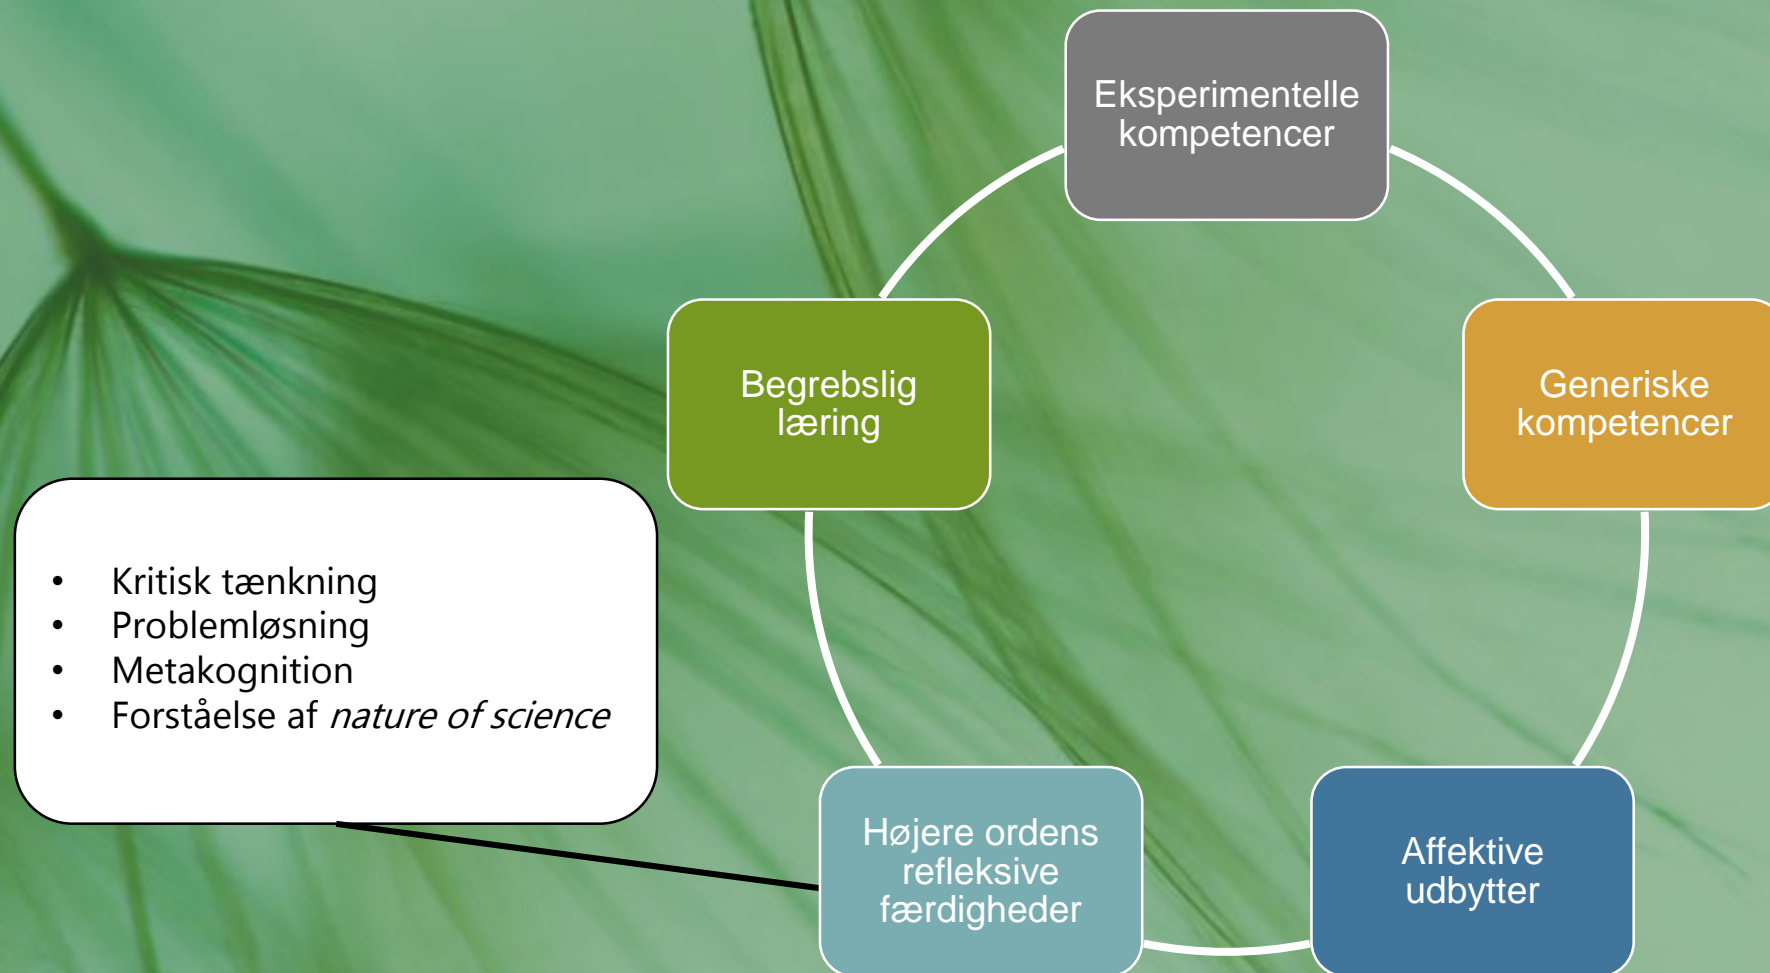 Eksperimentelle
kompetencer
Begrebslig
læring
Generiske
kompetencer
• Kritisk tænkning
• Problemløsning
• Metakognition
• Forståelse af nature of science
Højere ordens
refleksive
færdigheder
Affektive
udbytter